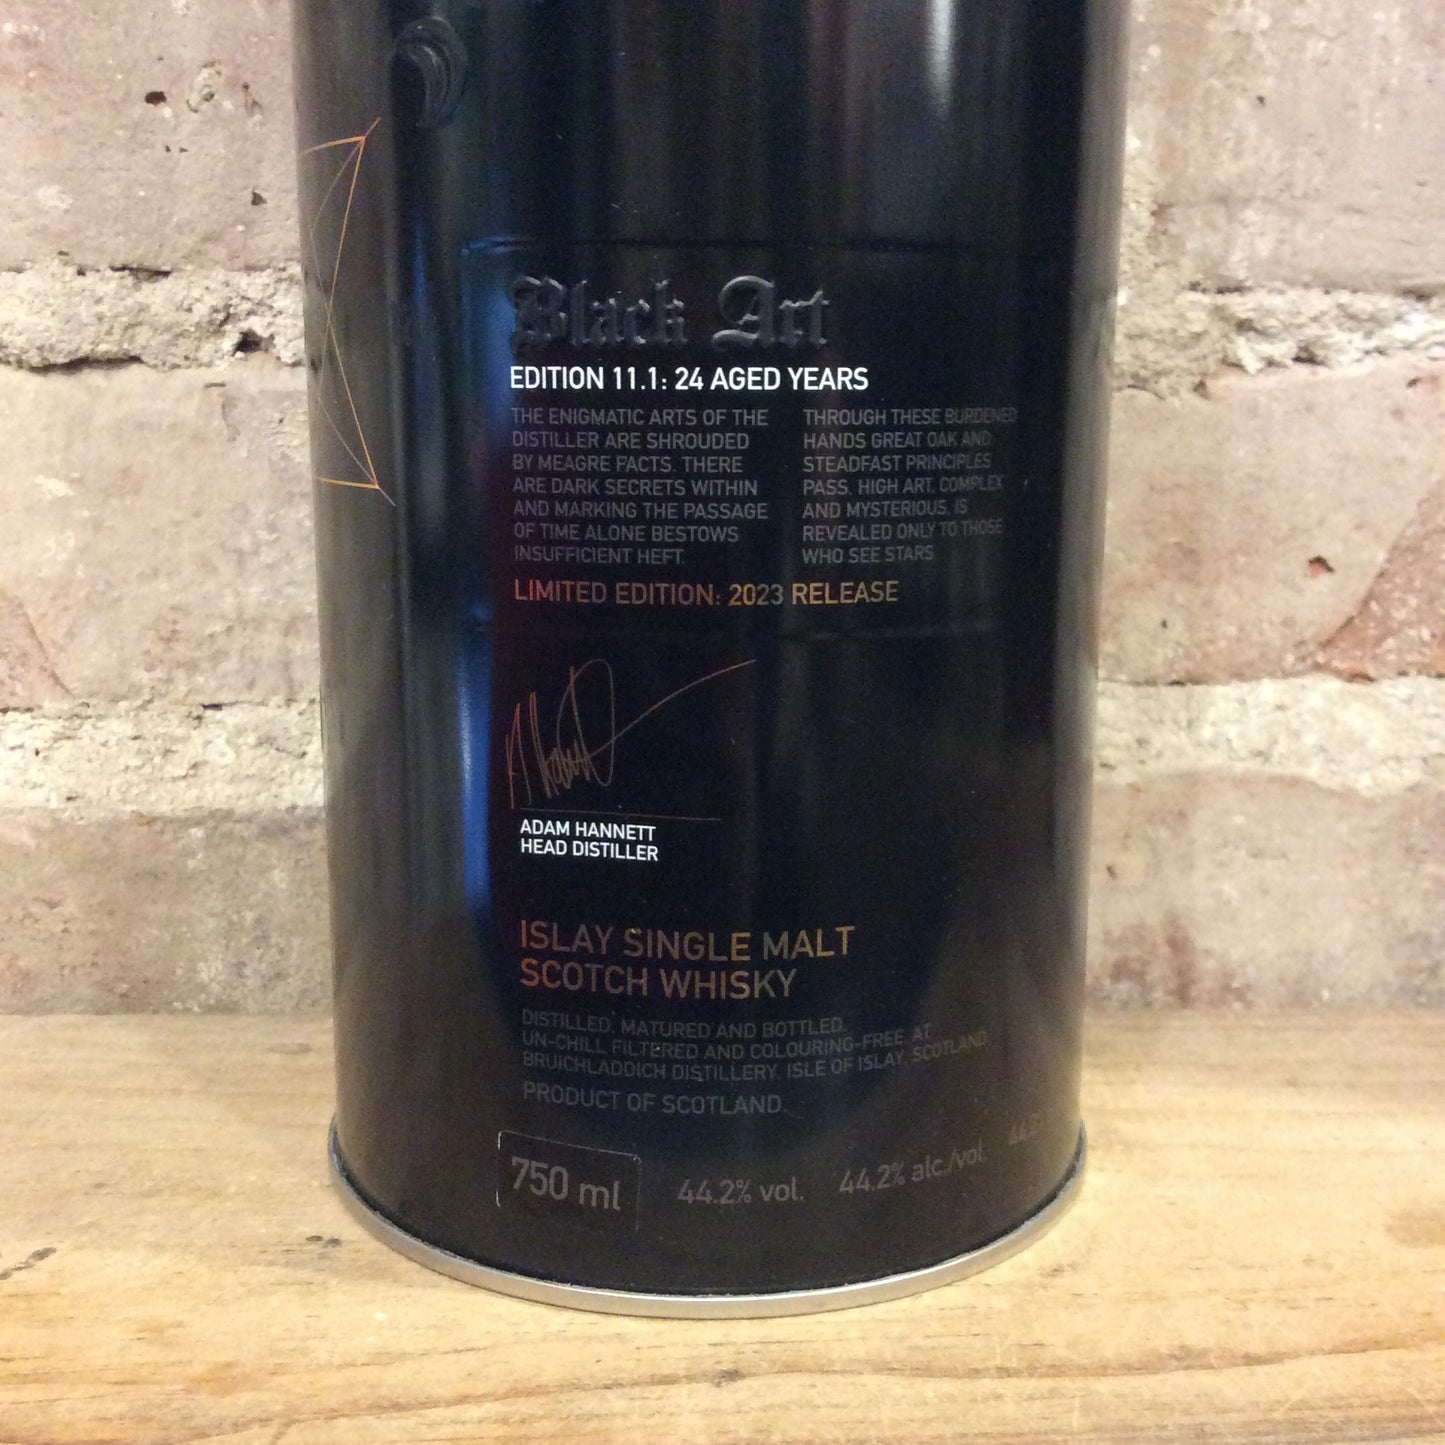 Black Art
EDITION 11.1: 24 AGED YEARS
THE ENIGMATIC ARTS OF THE
DISTILLER ARE SHROUDED
BY MEAGRE FACTS. THERE
ARE DARK SECRETS WITHIN
AND MARKING THE PASSAGE
OF TIME ALONE BESTOWS
INSUFFICIENT HEFT.
THROUGH THESE BURDENED
HANDS GREAT OAK AND
STEADFAST PRINCIPLES
PASS. HIGH ART, COMPLEX
AND MYSTERIOUS, IS
REVEALED ONLY TO THOSE
WHO SEE STARS
LIMITED EDITION: 2023 RELEASE
ADAM HANNETT
HEAD DISTILLER
ISLAY SINGLE MALT
SCOTCH WHISKY
DISTILLED, MATURED AND BOTTLED,
UN-CHILL FILTERED AND COLOURING-FREE AT
BRUICHLADDICH DISTILLERY, ISLE OF ISLAY, SCOTLAND
PRODUCT OF SCOTLAND.
750 ml 44.2% vol. 44.2% alc./vol.